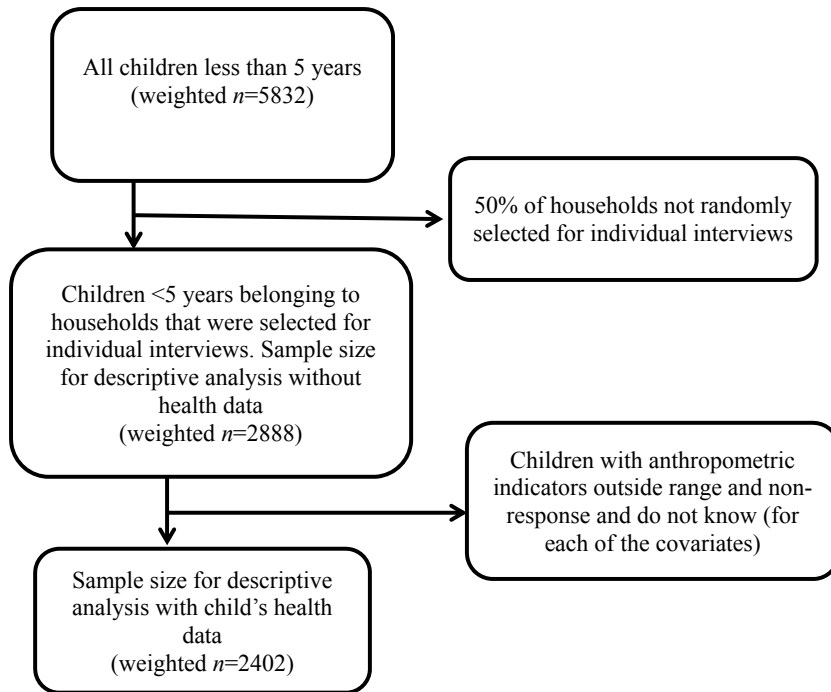 All children less than 5 years
(weighted n=5832)
50% of households not randomly
selected for individual interviews
Children <5 years belonging to
households that were selected for
individual interviews. Sample size
for descriptive analysis without
health data
(weighted n=2888)
Children with anthropometric
indicators outside range and non-
response and do not know (for
each of the covariates)
Sample size for descriptive
analysis with child’s health
data
(weighted n=2402)